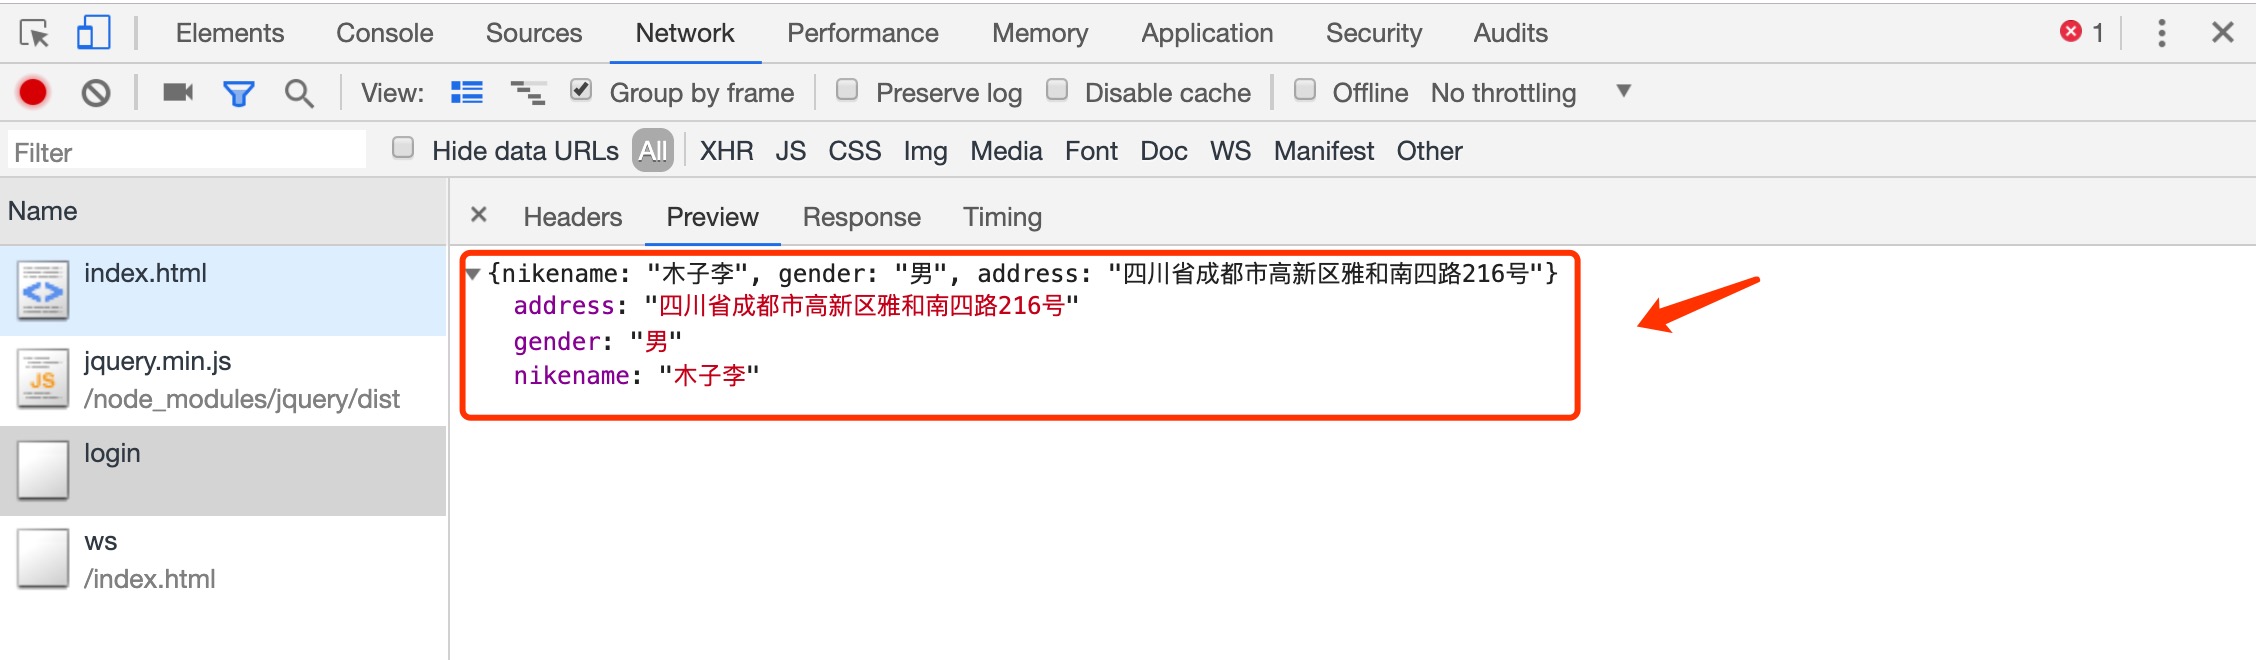 Elements Console Sources Network Performance Memory Application Security Audits 1
View: Group by frame Preserve log Disable cache Offline No throttling
Filter Hide data URLs All XHR JS CSS Img Media Font Doc WS Manifest Other
Name
Headers Preview Response Timing
index.html
jquery.min.js
/node_modules/jquery/dist
login
ws
/index.html
{nikename: "木子李", gender: "男", address: "四川省成都市高新区雅和南四路216号"}
address: "四川省成都市高新区雅和南四路216号"
gender: "男"
nikename: "木子李"